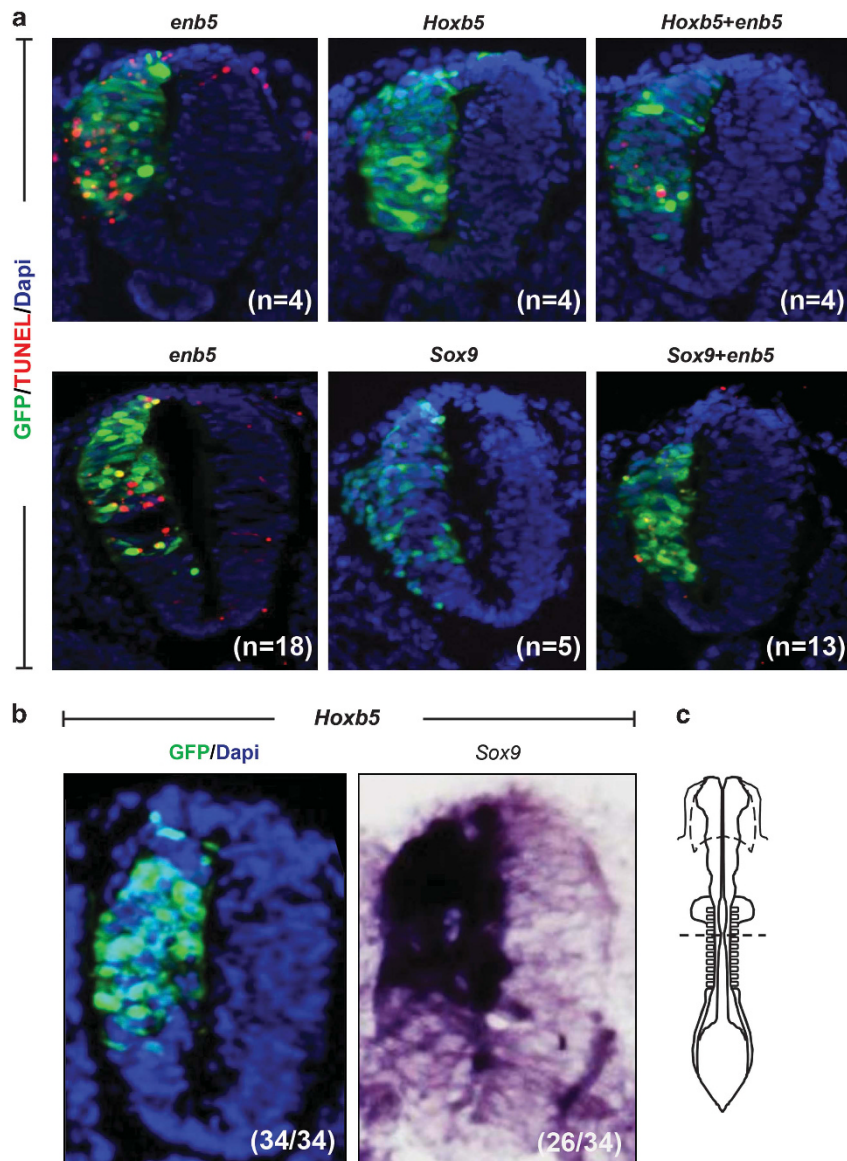 a
enb5
Hoxb5
Hoxb5+enb5
GFP/TUNEL/Dapi
(n=4)
(n=4)
(n=4)
enb5
Sox9
Sox9+enb5
(n=18)
(n=5)
(n=13)
b
Hoxb5
c
GFP/Dapi
Sox9
(34/34)
(26/34)